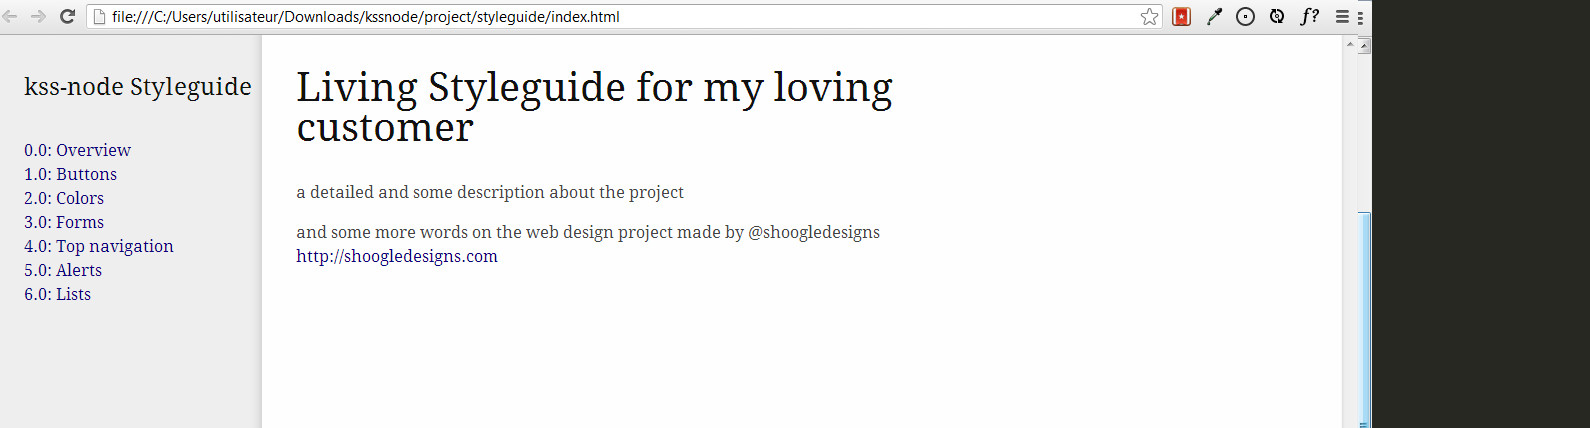 file:///C:/Users/utilisateur/Downloads/kssnode/project/styleguide/index.html
f?
kss-node Styleguide
0.0: Overview
1.0: Buttons
2.0: Colors
3.0: Forms
4.0: Top navigation
5.0: Alerts
6.0: Lists
Living Styleguide for my loving
customer
a detailed and some description about the project
and some more words on the web design project made by @shoogledesigns
http://shoogledesigns.com